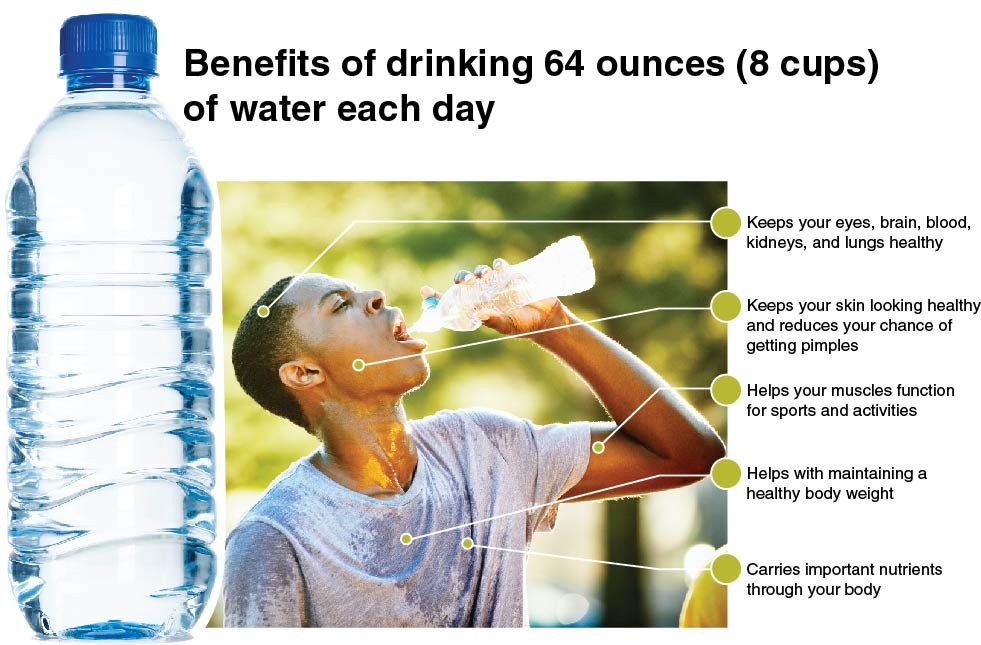 Benefits of drinking 64 ounces (8 cups)
of water each day
Keeps your eyes, brain, blood,
kidneys, and lungs healthy
Keeps your skin looking healthy
and reduces your chance of
getting pimples
Helps your muscles function
for sports and activities
Helps with maintaining a
healthy body weight
Carries important nutrients
through your body